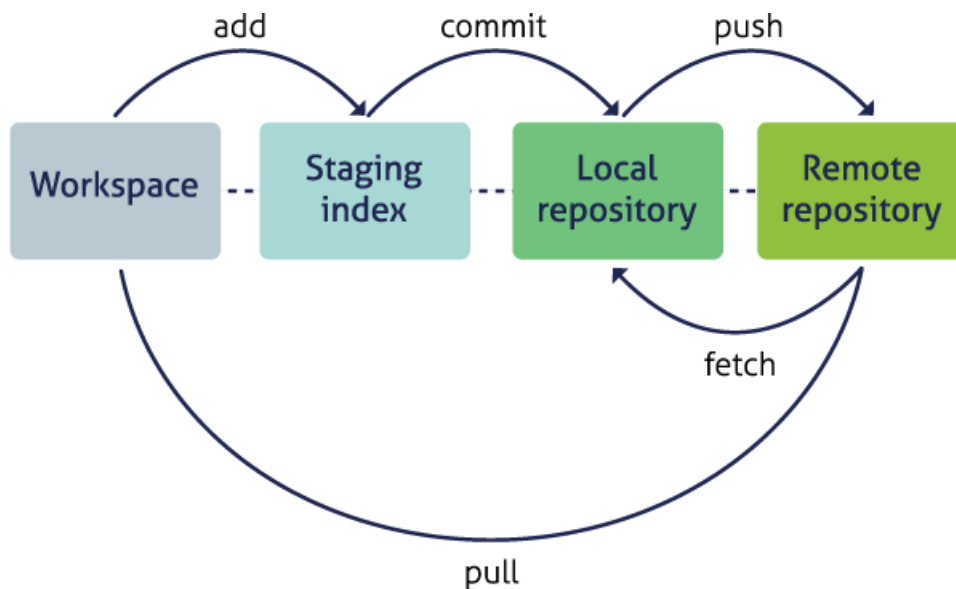 add
commit
push
Workspace
Staging
index
Local
repository
Remote
repository
fetch
pull